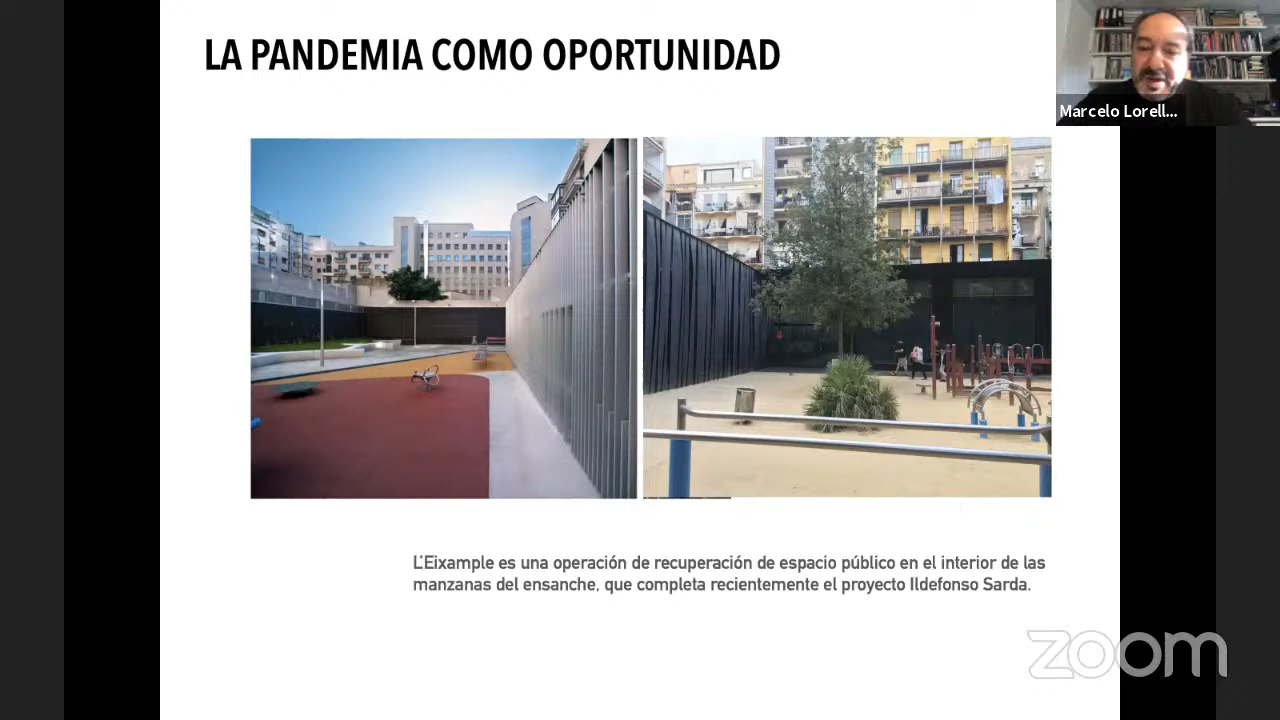 LA PANDEMIA COMO OPORTUNIDAD
Marcelo Lorell...
L'Eixample es una operación de recuperación de espacio público en el interior de las
manzanas del ensanche, que completa recientemente el proyecto Ildefonso Sarda.
zoom